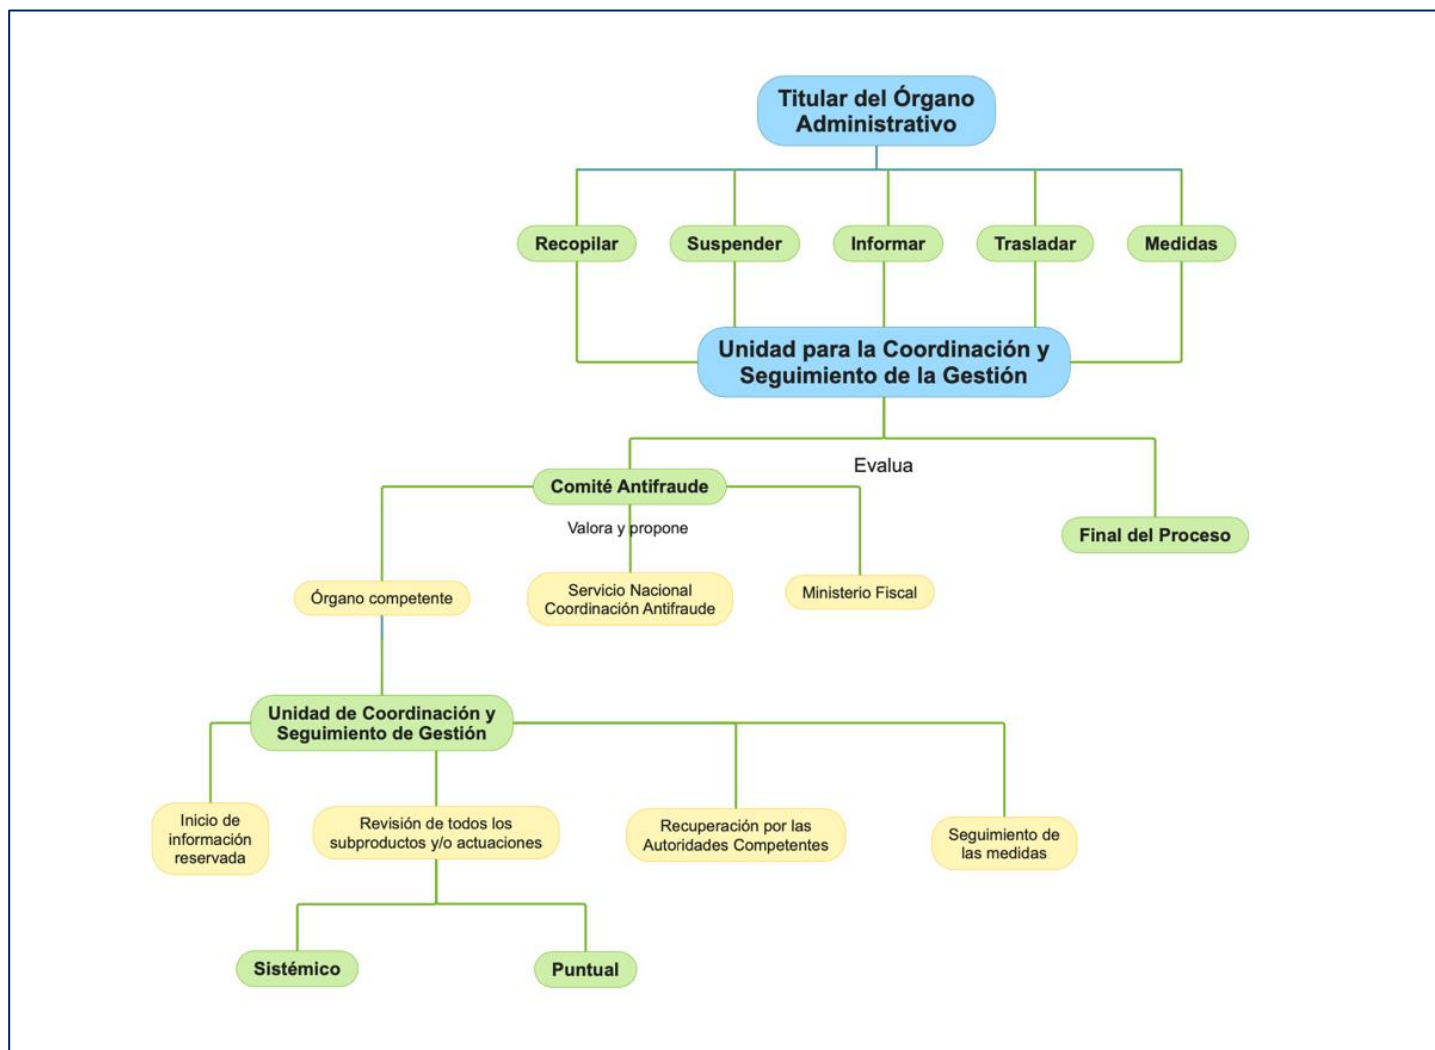 Titular del Órgano
Administrativo
Recopilar
Suspender
Informar
Trasladar
Medidas
Unidad para la Coordinación y
Seguimiento de la Gestión
Evalua
Comité Antifraude
Valora y propone
Final del Proceso
Órgano competente
Servicio Nacional
Coordinación Antifraude
Ministerio Fiscal
Unidad de Coordinación y
Seguimiento de Gestión
Inicio de
información
reservada
Revisión de todos los
subproductos y/o actuaciones
Recuperación por las
Autoridades Competentes
Seguimiento de
las medidas
Sistémico
Puntual